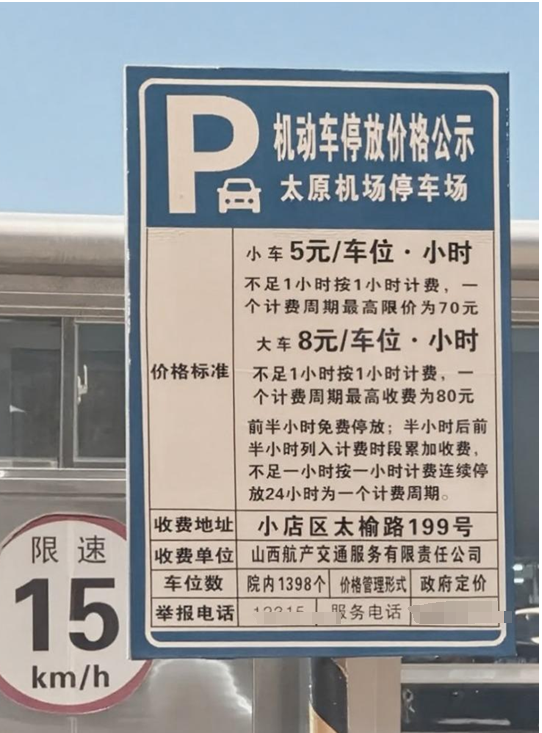 P
机动车停放价格公示
太原机场停车场
价格标准
小车 5元/车位·小时
不足1小时按1小时计费，一
个计费周期最高限价为70元
大车 8元/车位·小时
不足1小时按1小时计费，一
个计费周期最高收费为80元
前半小时免费停放；半小时后前
半小时列入计费时段累加收费，
不足一小时按一小时计费连续停
放24小时为一个计费周期。
收费地址 小店区太榆路199号
收费单位 山西航产交通服务有限责任公司
车位数 院内1398个 价格管理形式 政府定价
举报电话 服务电话
限速
15
km/h